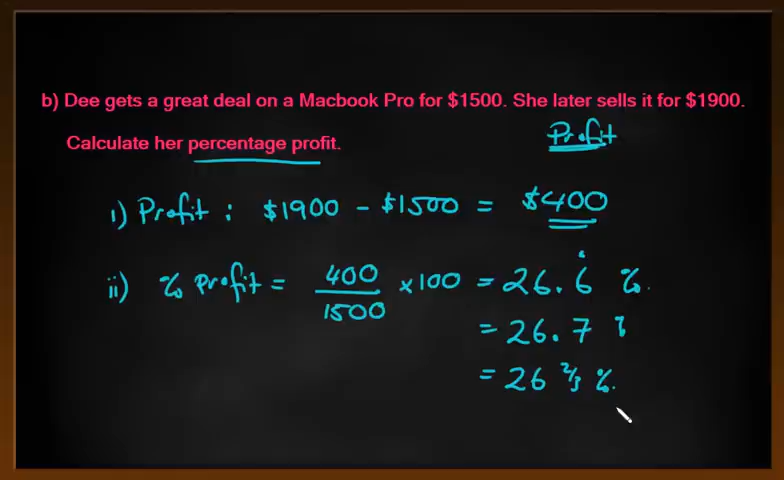 b) Dee gets a great deal on a Macbook Pro for $1500. She later sells it for $1900.
Calculate her percentage profit.
Profit
i) Profit : $1900 - $1500 = $400
ii) % Profit = 400/1500 × 100 = 26.6̇ %.
= 26.7 %
= 26 2/3 %.